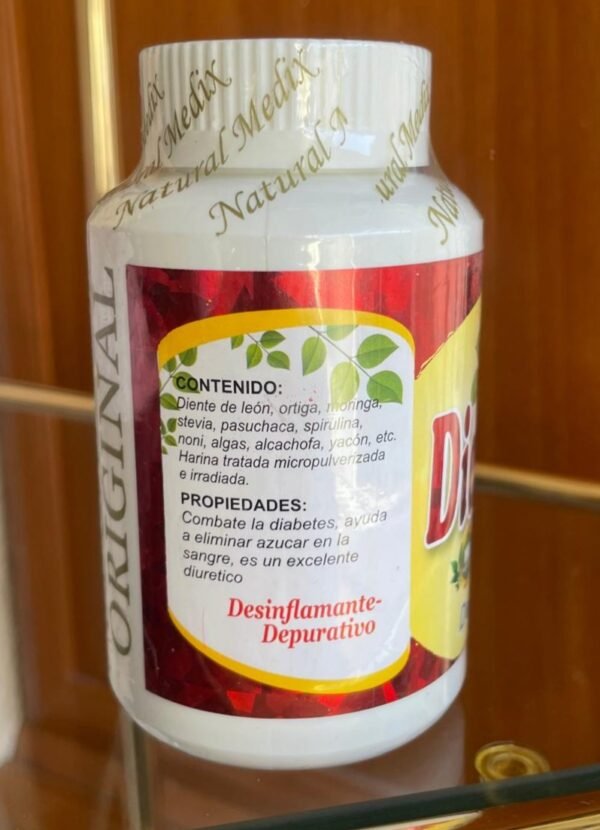 Natural Medix
Natural
ORIGINAL
CONTENIDO:
Diente de león, ortiga, moringa,
stevia, pasuchaca, spirulina,
noni, algas, alcachofa, yacón, etc.
Harina tratada micropulverizada
e irradiada.
PROPIEDADES:
Combate la diabetes, ayuda
a eliminar azucar en la
sangre, es un excelente
diuretico
Desinflamante-
Depurativo